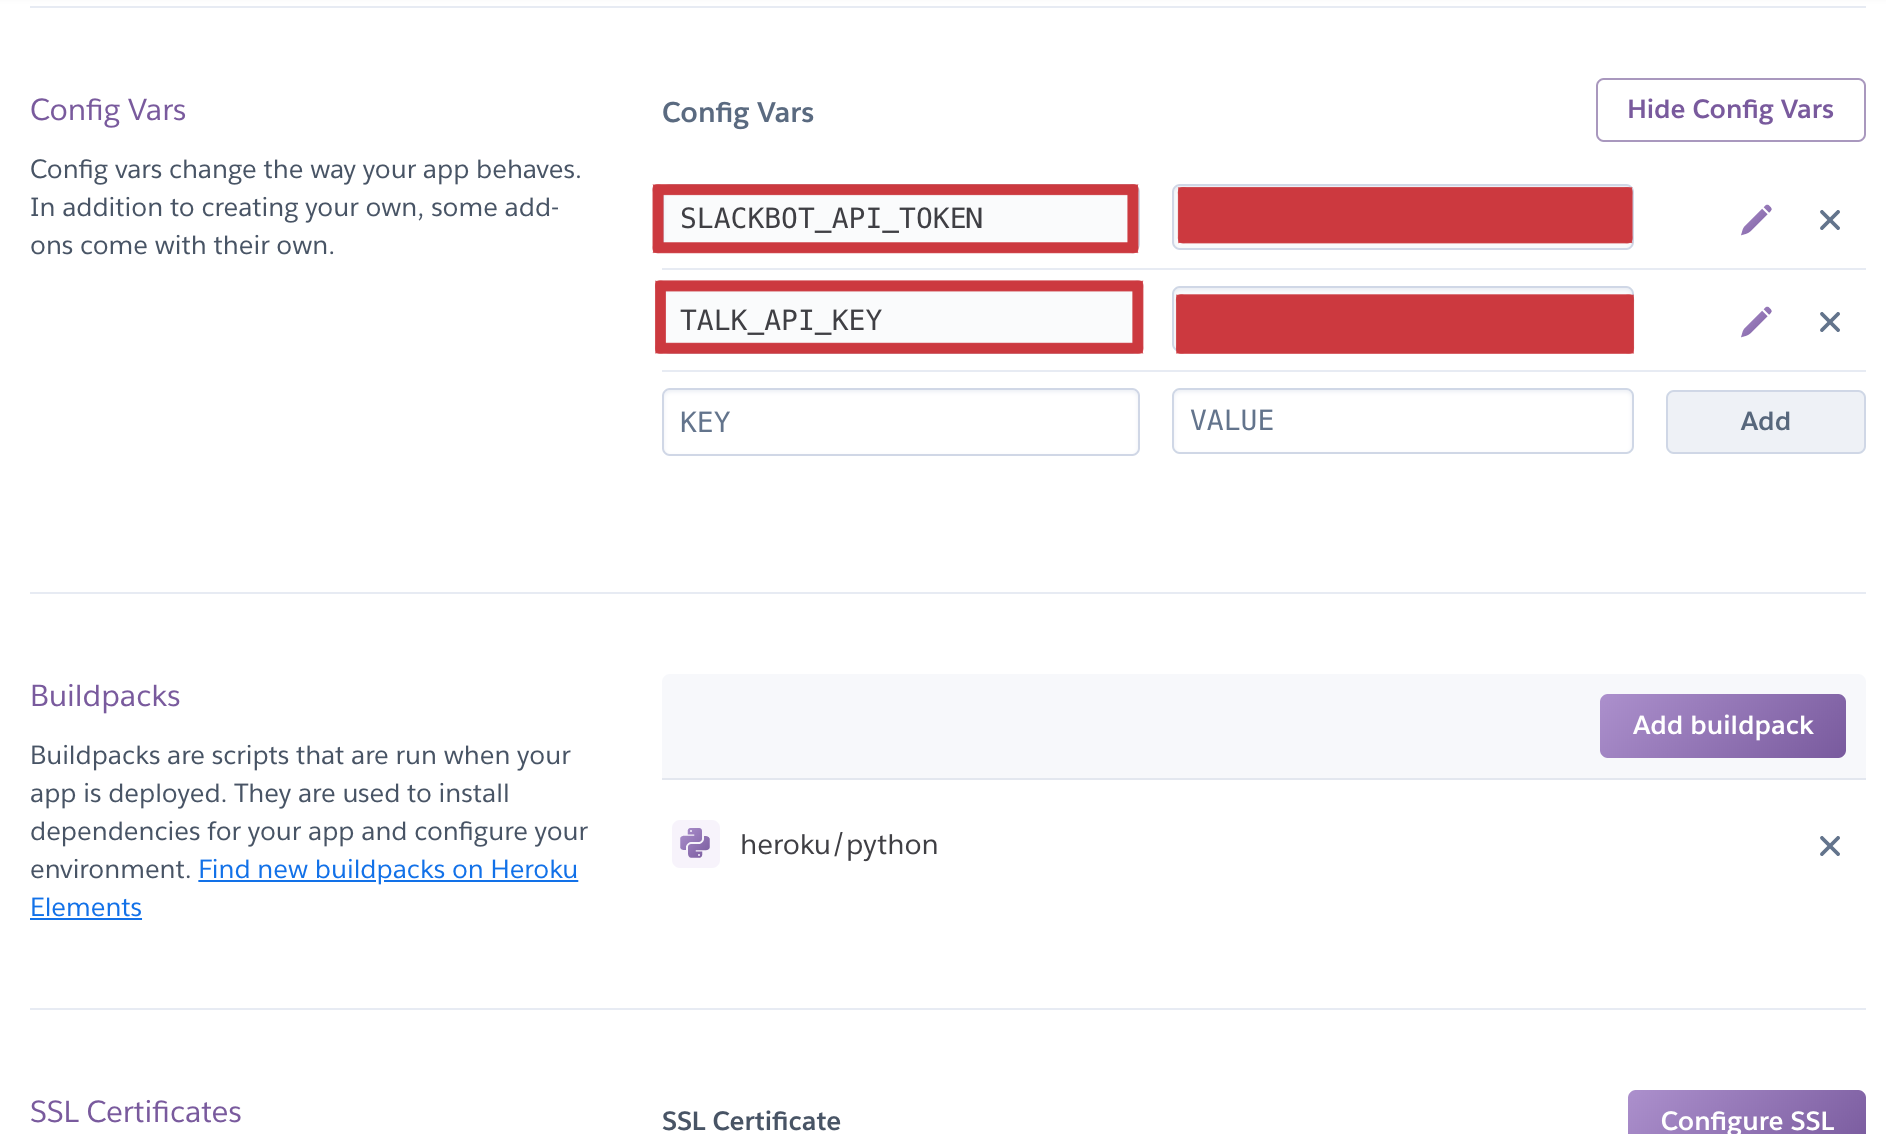 Config Vars
Config vars change the way your app behaves.
In addition to creating your own, some add-
ons come with their own.
Config Vars
Hide Config Vars
SLACKBOT_API_TOKEN
TALK_API_KEY
KEY
VALUE
Add
Buildpacks
Buildpacks are scripts that are run when your
app is deployed. They are used to install
dependencies for your app and configure your
environment. Find new buildpacks on Heroku
Elements
Add buildpack
heroku/python
SSL Certificates
SSL Certificate
Configure SSL